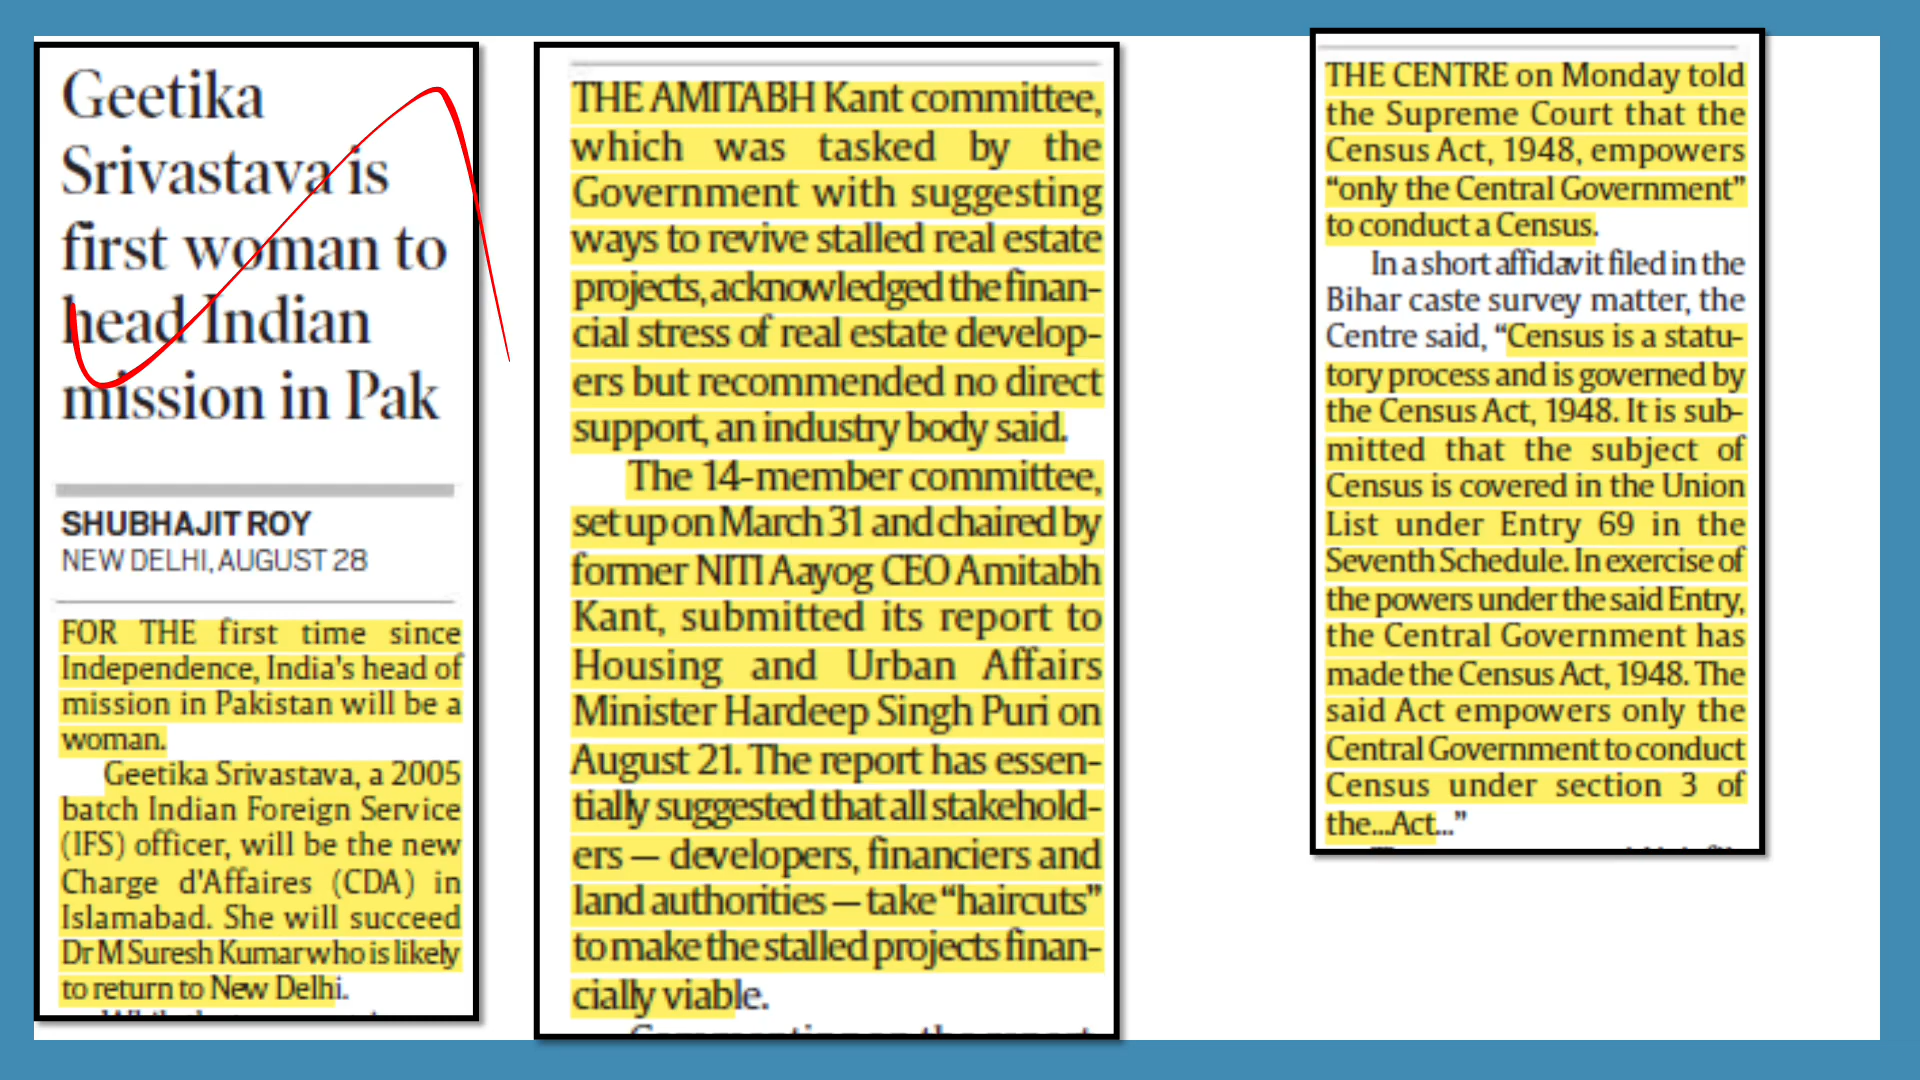 Geetika
Srivastava is
first woman to
head Indian
mission in Pak
SHUBHAJIT ROY
NEW DELHI, AUGUST 28
FOR THE first time since
Independence, India's head of
mission in Pakistan will be a
woman.
Geetika Srivastava, a 2005
batch Indian Foreign Service
(IFS) officer, will be the new
Charge d'Affaires (CDA) in
Islamabad. She will succeed
Dr M Suresh Kumar who is likely
to return to New Delhi.
THE AMITABH Kant committee,
which was tasked by the
Government with suggesting
ways to revive stalled real estate
projects, acknowledged the finan-
cial stress of real estate develop-
ers but recommended no direct
support, an industry body said.
The 14-member committee,
set up on March 31 and chaired by
former NITI Aayog CEO Amitabh
Kant, submitted its report to
Housing and Urban Affairs
Minister Hardeep Singh Puri on
August 21. The report has essen-
tially suggested that all stakehold-
ers — developers, financiers and
land authorities — take “haircuts”
to make the stalled projects finan-
cially viable.
THE CENTRE on Monday told
the Supreme Court that the
Census Act, 1948, empowers
“only the Central Government”
to conduct a Census.
In a short affidavit filed in the
Bihar caste survey matter, the
Centre said, “Census is a statu-
tory process and is governed by
the Census Act, 1948. It is sub-
mitted that the subject of
Census is covered in the Union
List under Entry 69 in the
Seventh Schedule. In exercise of
the powers under the said Entry,
the Central Government has
made the Census Act, 1948. The
said Act empowers only the
Central Government to conduct
Census under section 3 of
the...Act...”